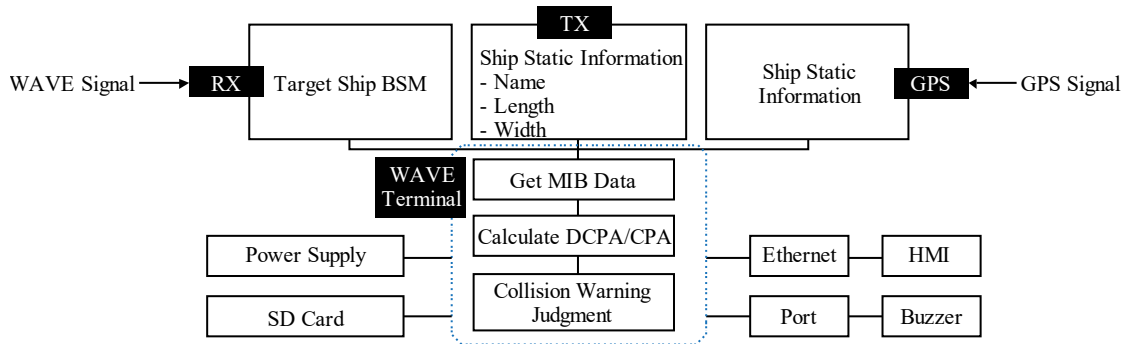 TX
WAVE Signal
RX
Target Ship BSM
Ship Static Information
- Name
- Length
- Width
Ship Static
Information
GPS
GPS Signal
WAVE
Terminal
Get MIB Data
Calculate DCPA/CPA
Collision Warning
Judgment
Power Supply
SD Card
Ethernet
HMI
Port
Buzzer